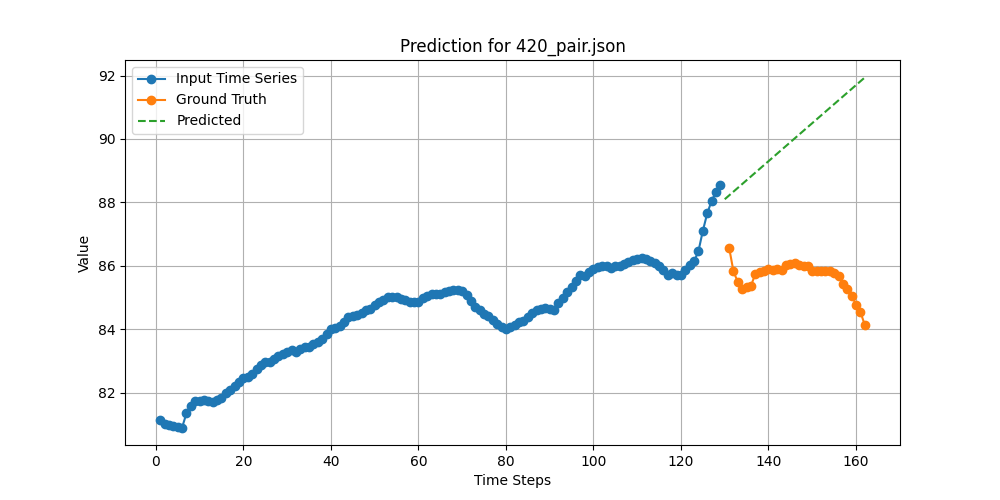 Prediction for 420_pair.json
Input Time Series
Ground Truth
Predicted
92
90
88
86
84
82
Value
0 20 40 60 80 100 120 140 160
Time Steps